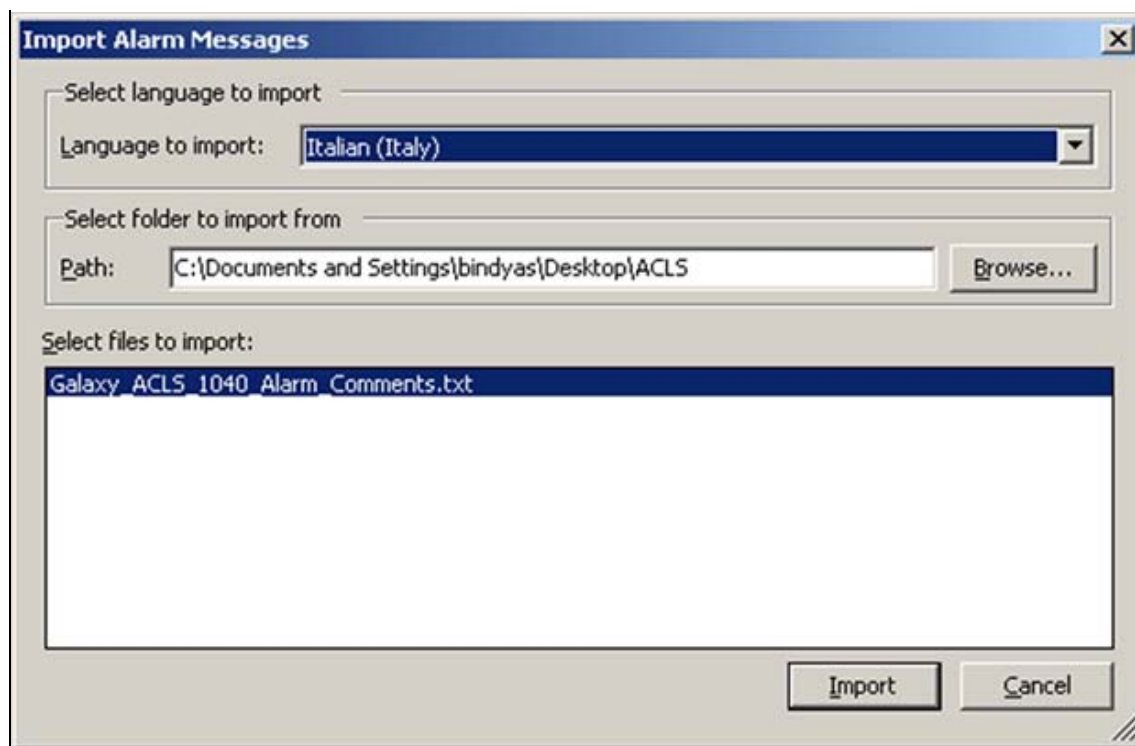 Import Alarm Messages
Select language to import
Language to import: Italian (Italy)
Select folder to import from
Path: C:\Documents and Settings\bindyas\Desktop\ACLS Browse...
Select files to import:
Galaxy_ACLS_1040_Alarm_Comments.txt
Import Cancel